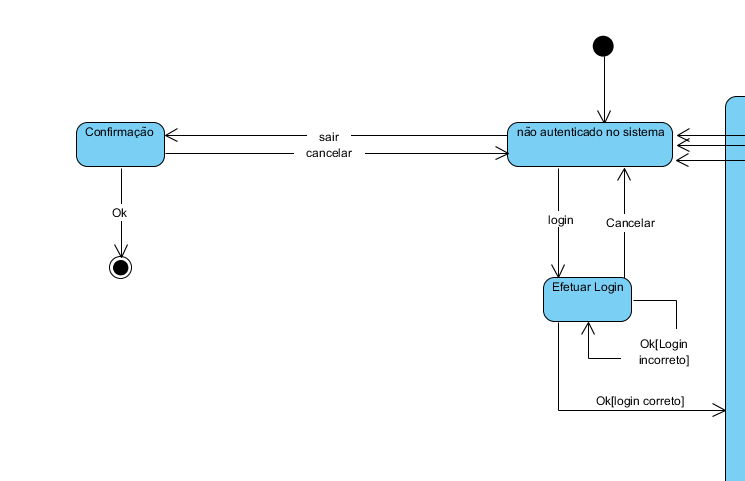 Confirmação
não autenticado no sistema
sair
cancelar
Ok
login
Cancelar
Efetuar Login
Ok[Login
incorreto]
Ok[login correto]